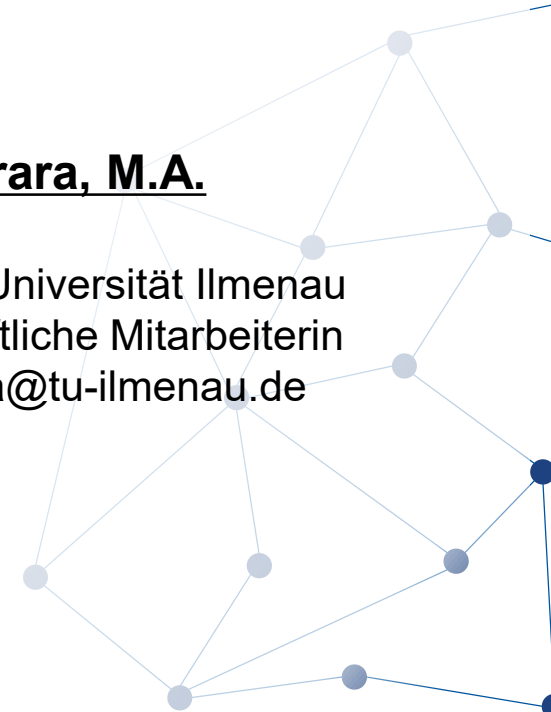 rara, M.A.
Universität Ilmenau
tliche Mitarbeiterin
a@tu-ilmenau.de